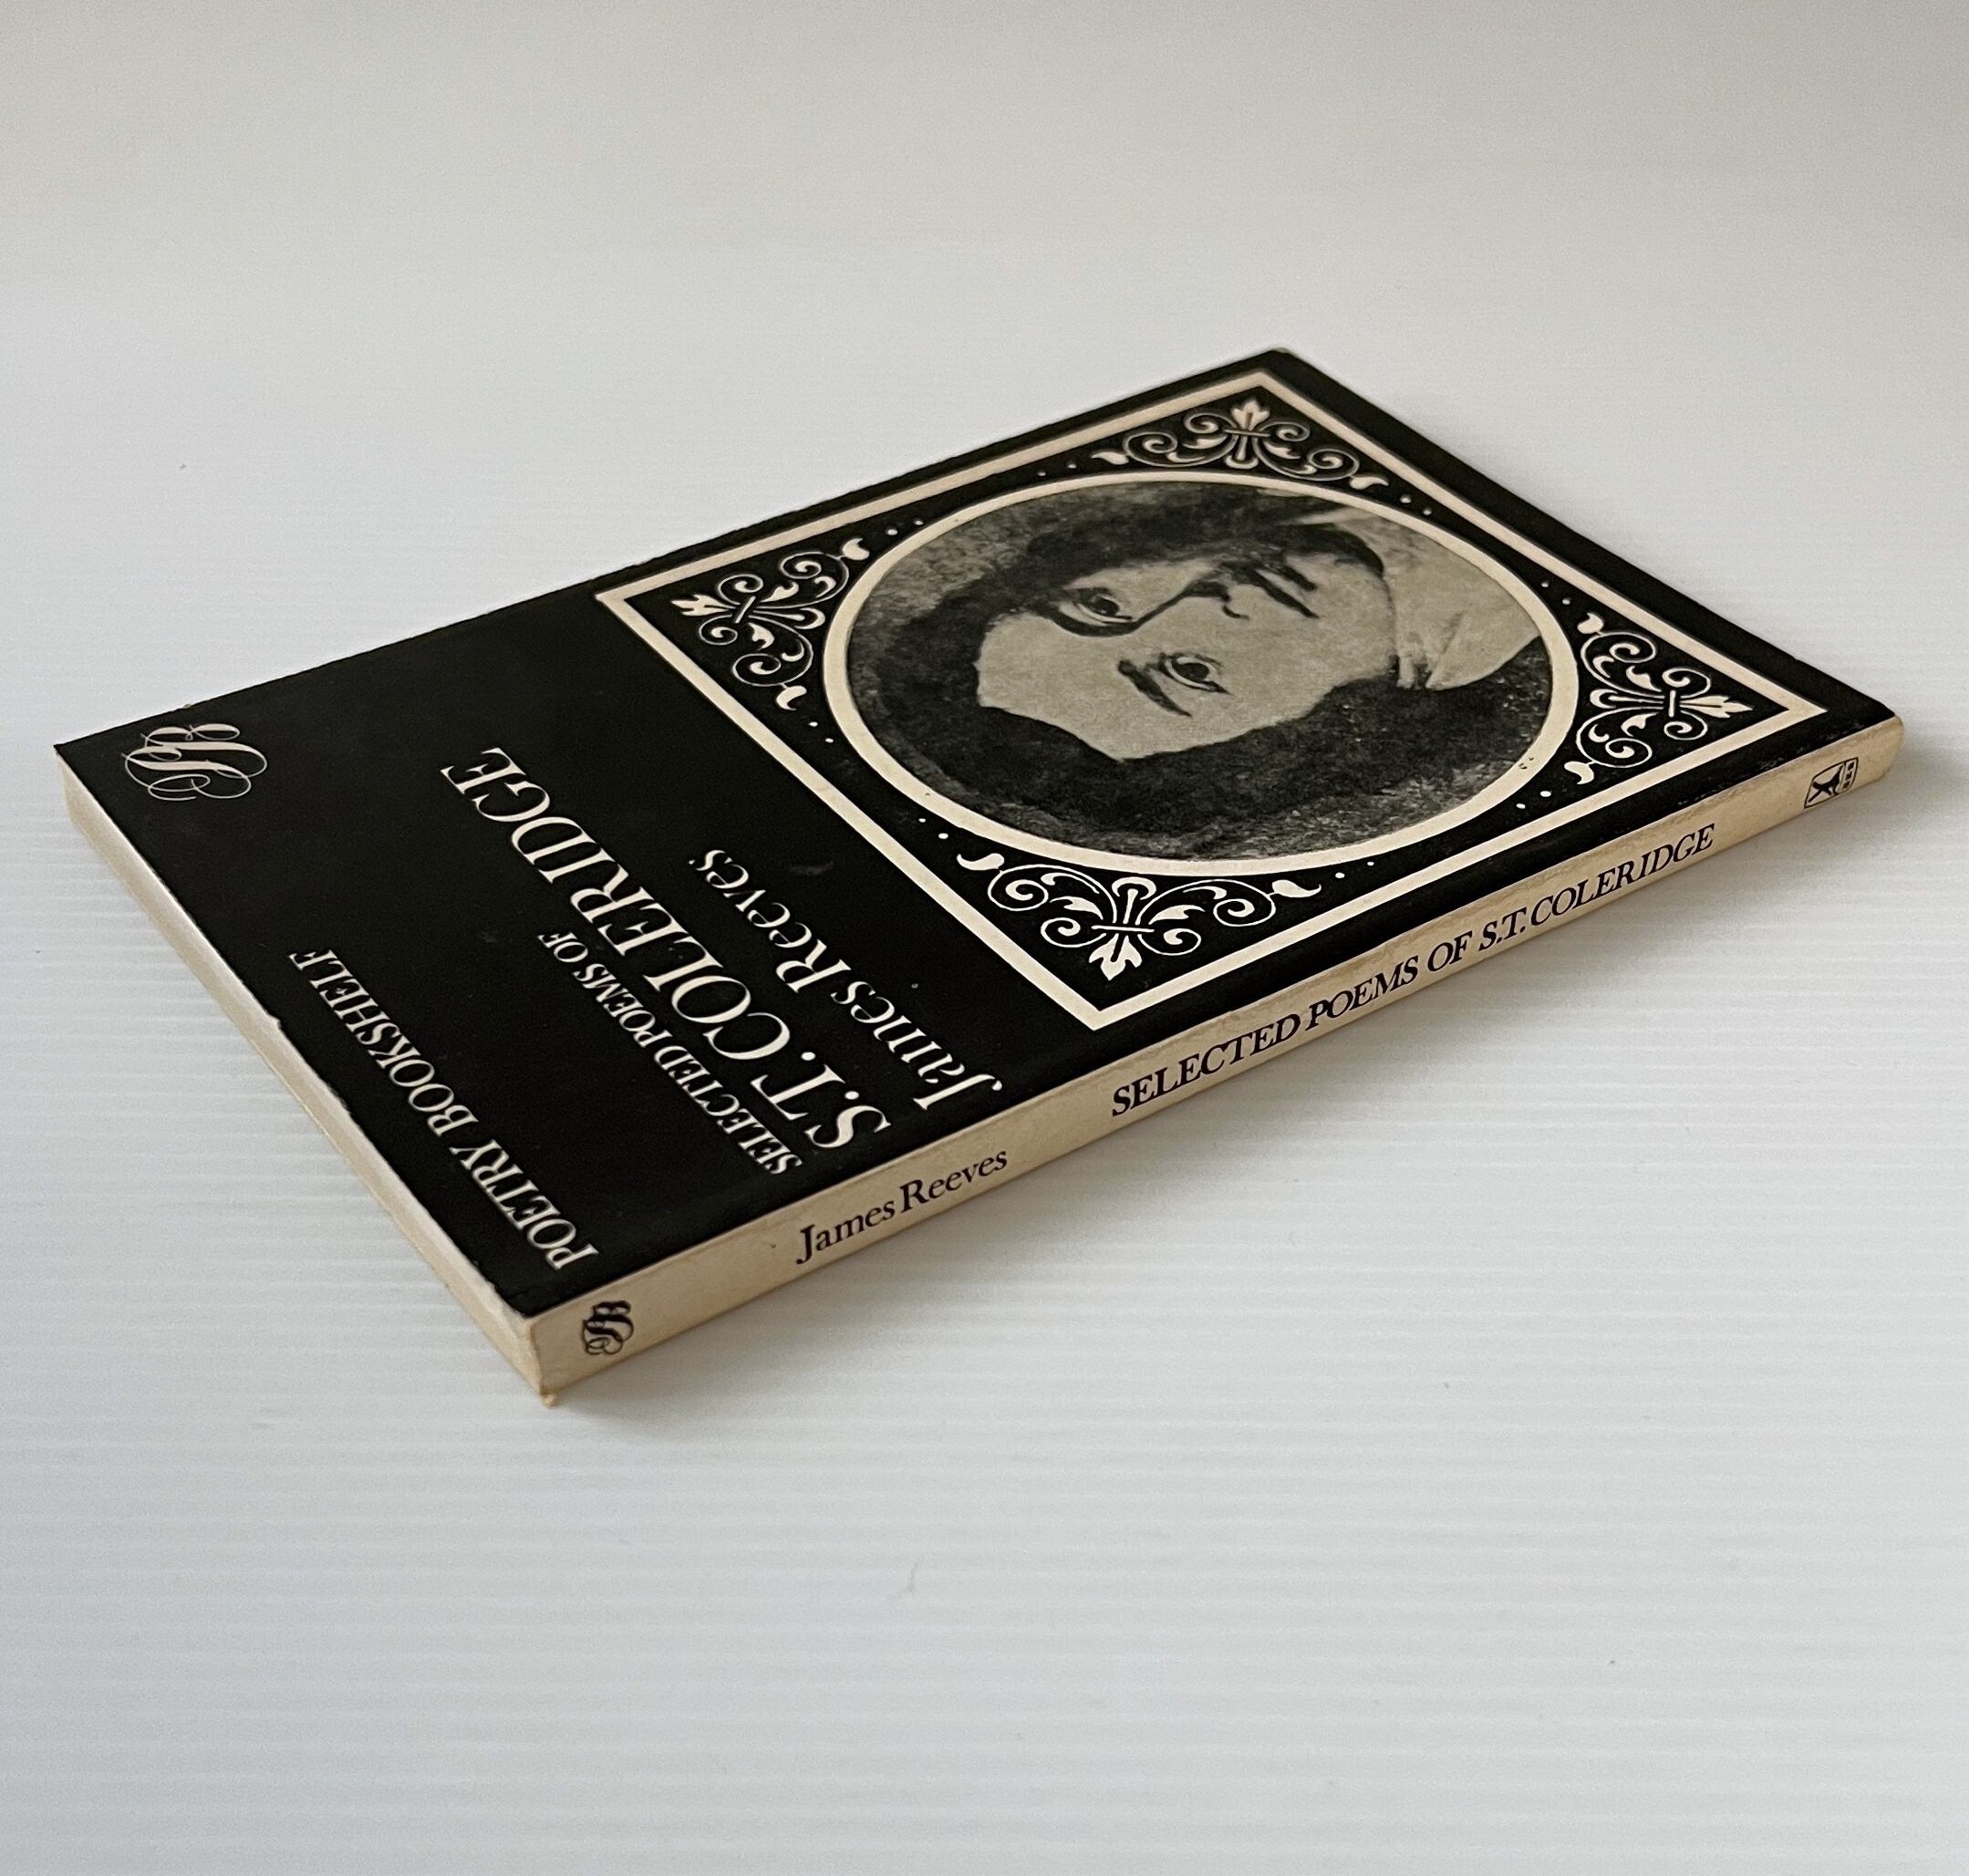 POETRY BOOKSHELF
SELECTED POEMS OF
S.T. COLERIDGE
James Reeves
James Reeves
SELECTED POEMS OF S.T. COLERIDGE